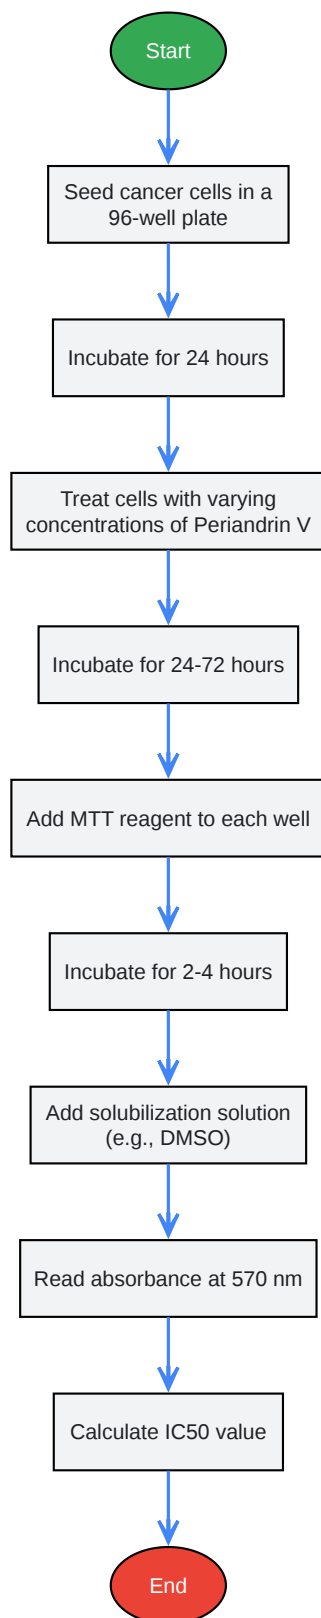 Start
Seed cancer cells in a
96-well plate
Incubate for 24 hours
Treat cells with varying
concentrations of Periandrin V
Incubate for 24-72 hours
Add MTT reagent to each well
Incubate for 2-4 hours
Add solubilization solution
(e.g., DMSO)
Read absorbance at 570 nm
Calculate IC50 value
End